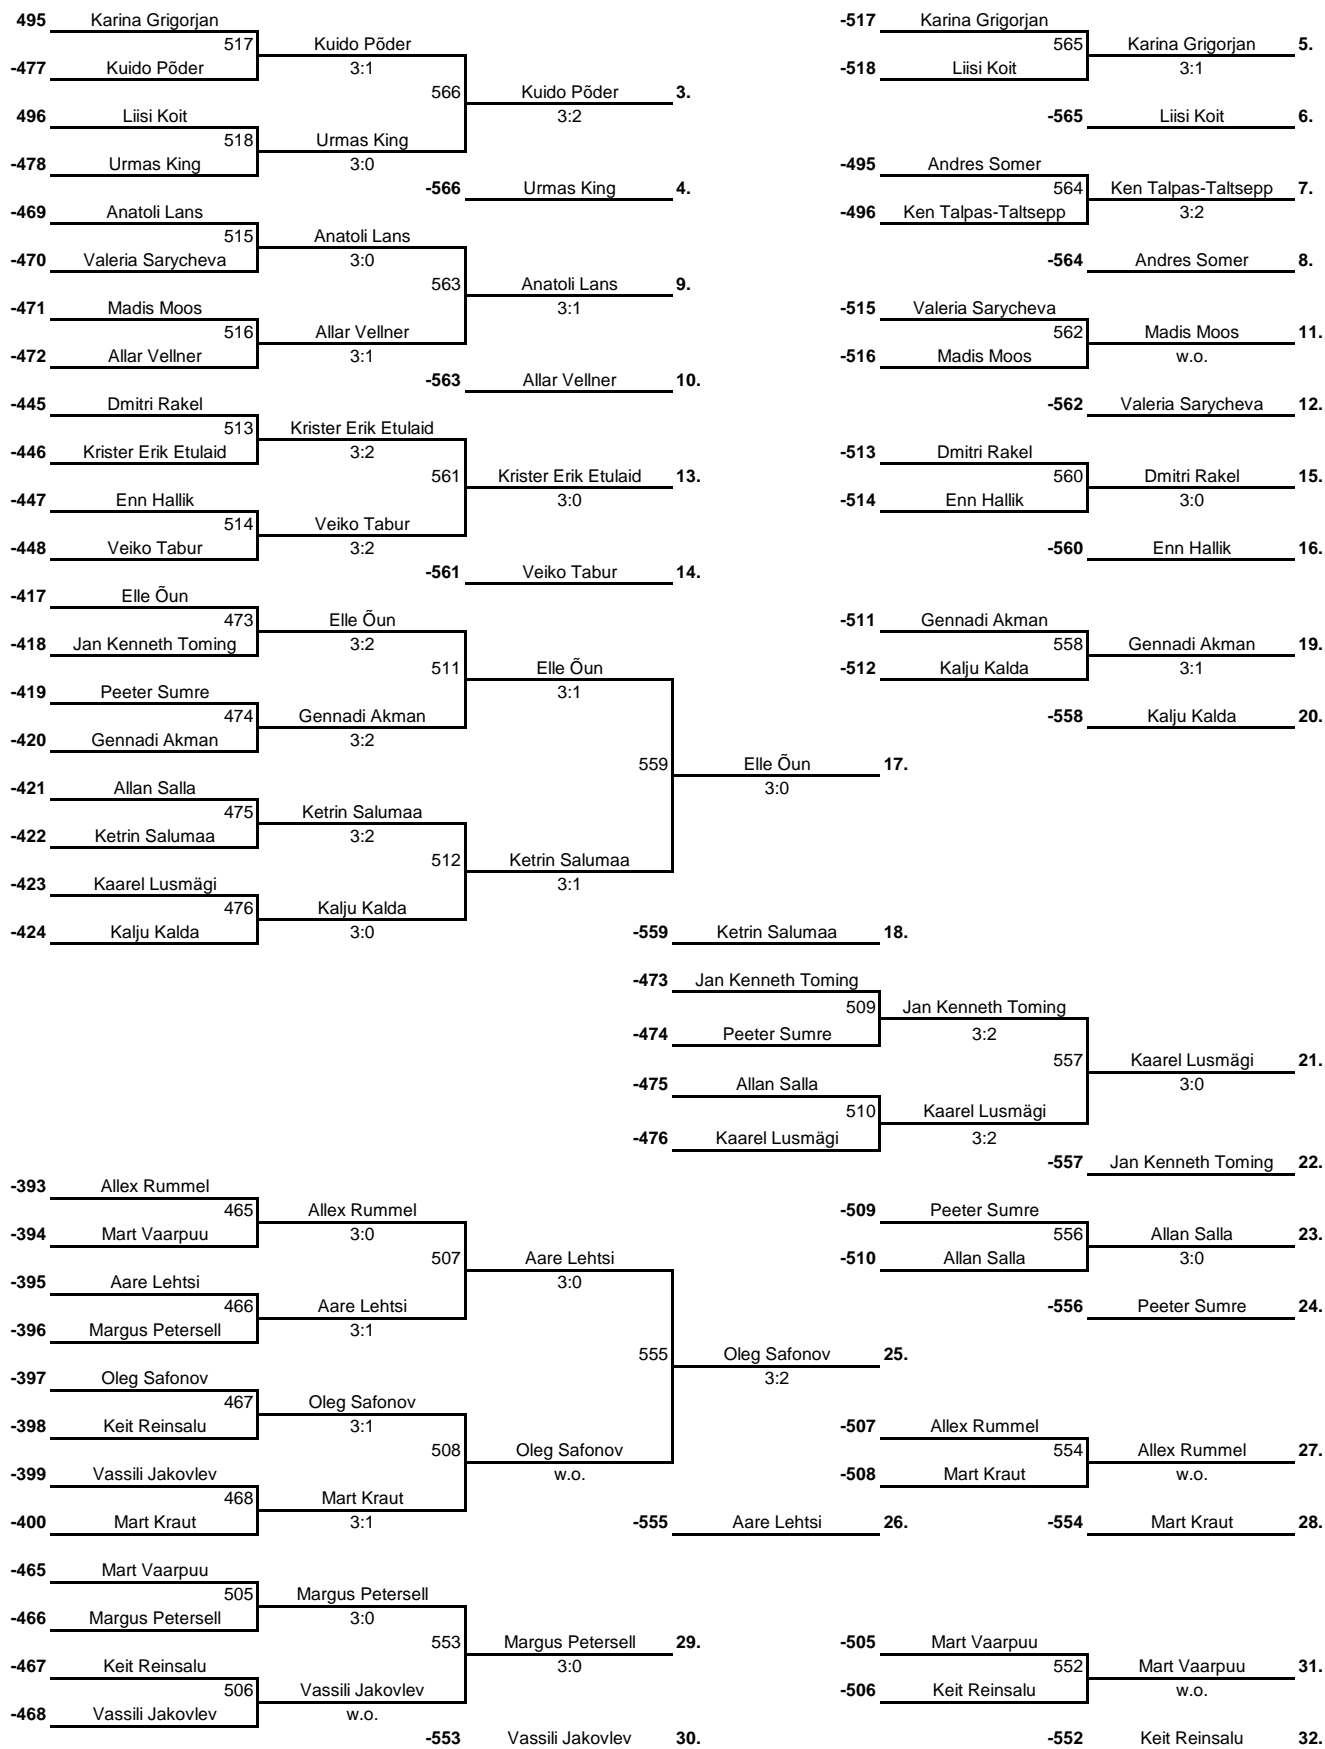 495 Karina Grigorjan -517 Karina Grigorjan
517 Kuido Põder 565 Karina Grigorjan 5.
-477 Kuido Põder 3:1 -518 Liisi Koit 3:1
566 Kuido Põder 3.
496 Liisi Koit 3:2 -565 Liisi Koit 6.
518 Urmas King
-478 Urmas King 3:0 -495 Andres Somer
-566 Urmas King 4. 564 Ken Talpas-Taltsepp 7.
-469 Anatoli Lans -496 Ken Talpas-Taltsepp 3:2
515 Anatoli Lans
-470 Valeria Sarycheva 3:0 -564 Andres Somer 8.
563 Anatoli Lans 9.
-471 Madis Moos 3:1 -515 Valeria Sarycheva
516 Allar Vellner 562 Madis Moos 11.
-472 Allar Vellner 3:1 -516 Madis Moos w.o.
-563 Allar Vellner 10.
-445 Dmitri Rakel -562 Valeria Sarycheva 12.
513 Krister Erik Etulaid
-446 Krister Erik Etulaid 3:2 -513 Dmitri Rakel
561 Krister Erik Etulaid 13. 560 Dmitri Rakel 15.
-447 Enn Hallik 3:0 -514 Enn Hallik 3:0
514 Veiko Tabur
-448 Veiko Tabur 3:2 -560 Enn Hallik 16.
-561 Veiko Tabur 14.
-417 Elle Õun
473 Elle Õun -511 Gennadi Akman
-418 Jan Kenneth Toming 3:2 558 Gennadi Akman 19.
511 Elle Õun -512 Kalju Kalda 3:1
-419 Peeter Sumre 3:1
474 Gennadi Akman -558 Kalju Kalda 20.
-420 Gennadi Akman 3:2
559 Elle Õun 17.
-421 Allan Salla 3:0
475 Ketrin Salumaa
-422 Ketrin Salumaa 3:2
512 Ketrin Salumaa
-423 Kaarel Lusmägi 3:1
476 Kalju Kalda
-424 Kalju Kalda 3:0 -559 Ketrin Salumaa 18.
-473 Jan Kenneth Toming
509 Jan Kenneth Toming
-474 Peeter Sumre 3:2
557 Kaarel Lusmägi 21.
-475 Allan Salla 3:0
510 Kaarel Lusmägi
-476 Kaarel Lusmägi 3:2
-557 Jan Kenneth Toming 22.
-393 Allex Rummel
465 Allex Rummel -509 Peeter Sumre
-394 Mart Vaarpuu 3:0 556 Allan Salla 23.
507 Aare Lehtsi -510 Allan Salla 3:0
-395 Aare Lehtsi 3:0
466 Aare Lehtsi -556 Peeter Sumre 24.
-396 Margus Petersell 3:1
555 Oleg Safonov 25.
-397 Oleg Safonov 3:2
467 Oleg Safonov
-398 Keit Reinsalu 3:1 -507 Allex Rummel
508 Oleg Safonov 554 Allex Rummel 27.
-399 Vassili Jakovlev w.o. -508 Mart Kraut w.o.
468 Mart Kraut
-400 Mart Kraut 3:1 -555 Aare Lehtsi 26. -554 Mart Kraut 28.
-465 Mart Vaarpuu
505 Margus Petersell
-466 Margus Petersell 3:0
553 Margus Petersell 29. -505 Mart Vaarpuu
-467 Keit Reinsalu 3:0 552 Mart Vaarpuu 31.
506 Vassili Jakovlev -506 Keit Reinsalu w.o.
-468 Vassili Jakovlev w.o.
-553 Vassili Jakovlev 30. -552 Keit Reinsalu 32.